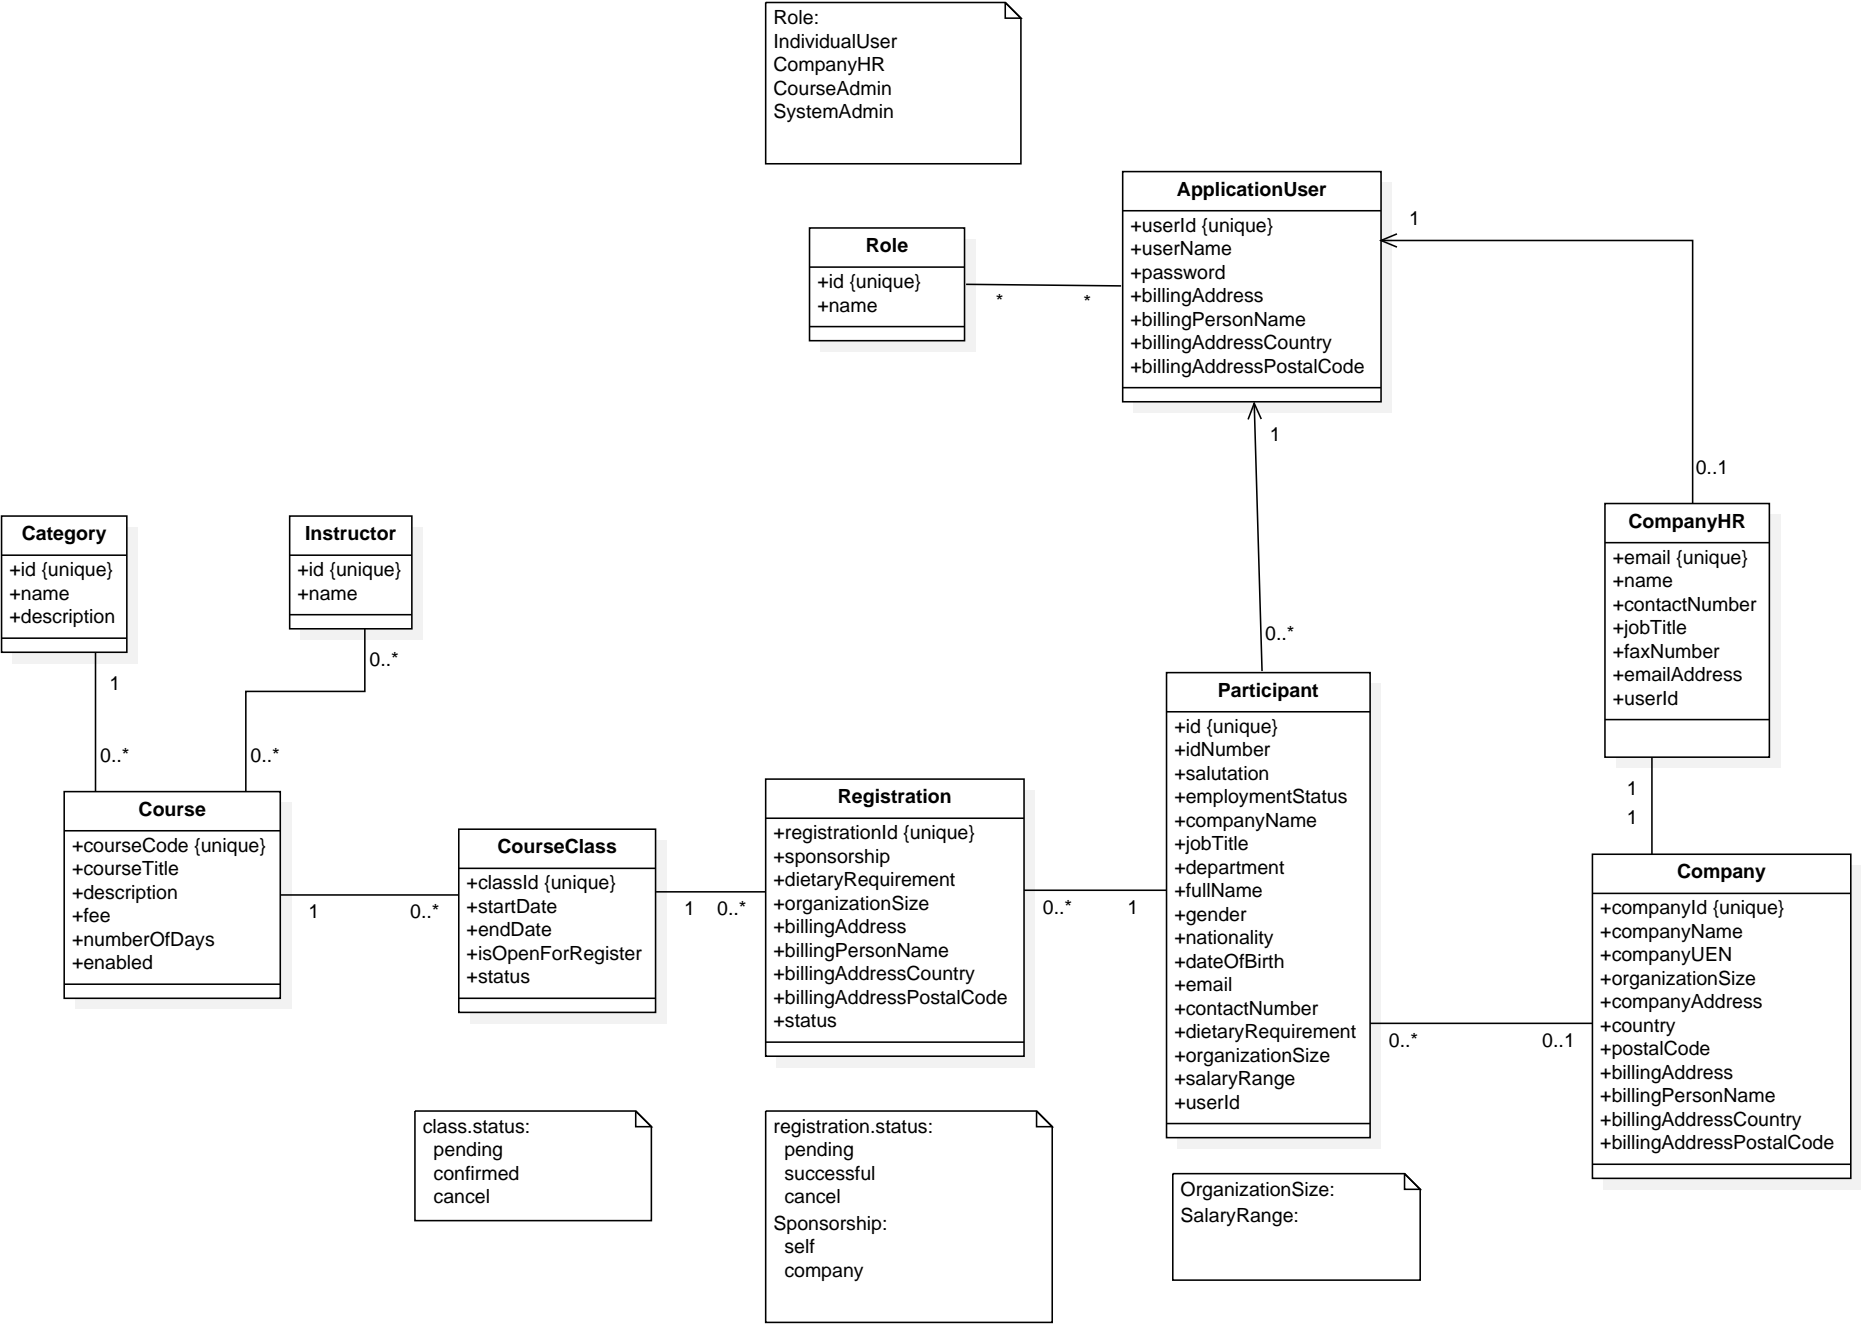 Role:
IndividualUser
CompanyHR
CourseAdmin
SystemAdmin
ApplicationUser
+userId {unique}
+userName
+password
+billingAddress
+billingPersonName
+billingAddressCountry
+billingAddressPostalCode
1
Role
+id {unique}
+name
*
*
1
0..1
0..*
Category
+id {unique}
+name
+description
1
0..*
Instructor
+id {unique}
+name
0..*
0..*
CompanyHR
+email {unique}
+name
+contactNumber
+jobTitle
+faxNumber
+emailAddress
+userId
1
1
Course
+courseCode {unique}
+courseTitle
+description
+fee
+numberOfDays
+enabled
1
0..*
CourseClass
+classId {unique}
+startDate
+endDate
+isOpenForRegister
+status
1
0..*
Registration
+registrationId {unique}
+sponsorship
+dietaryRequirement
+organizationSize
+billingAddress
+billingPersonName
+billingAddressCountry
+billingAddressPostalCode
+status
0..*
1
Participant
+id {unique}
+idNumber
+salutation
+employmentStatus
+companyName
+jobTitle
+department
+fullName
+gender
+nationality
+dateOfBirth
+email
+contactNumber
+dietaryRequirement
+organizationSize
+salaryRange
+userId
0..*
0..1
Company
+companyId {unique}
+companyName
+companyUEN
+organizationSize
+companyAddress
+country
+postalCode
+billingAddress
+billingPersonName
+billingAddressCountry
+billingAddressPostalCode
class.status:
pending
confirmed
cancel
registration.status:
pending
successful
cancel
Sponsorship:
self
company
OrganizationSize:
SalaryRange: